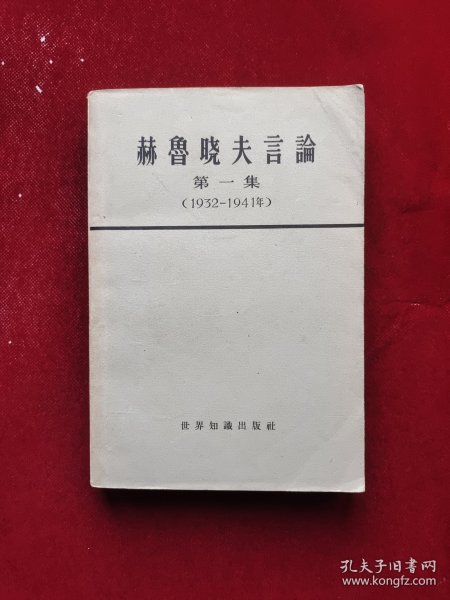 赫魯晓夫言論
第一集
(1932-1941年)
世界知識出版社
孔夫子旧书网
www.kongfz.com